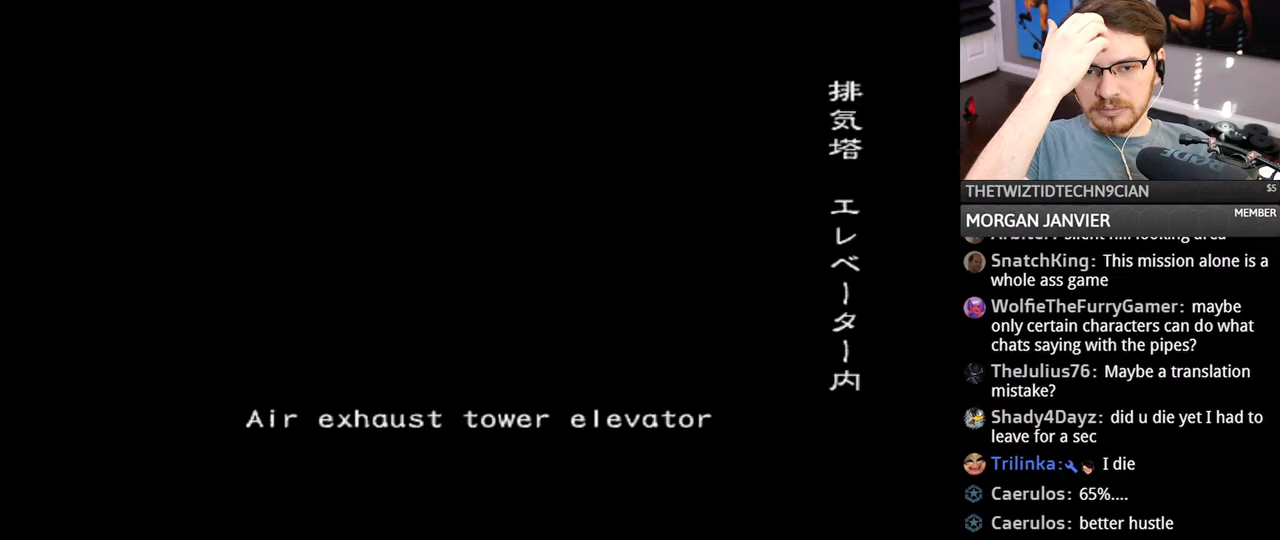 排気塔 エレベーター内
Air exhaust tower elevator
RODE
THETWIZTIDTECHN9CIAN
$5
MORGAN JANVIER
MEMBER
SnatchKing: This mission alone is a
whole ass game
WolfieTheFurryGamer: maybe
only certain characters can do what
chats saying with the pipes?
TheJulius76: Maybe a translation
mistake?
Shady4Dayz: did u die yet I had to
leave for a sec
Trilinka: I die
Caerulos: 65%....
Caerulos: better hustle